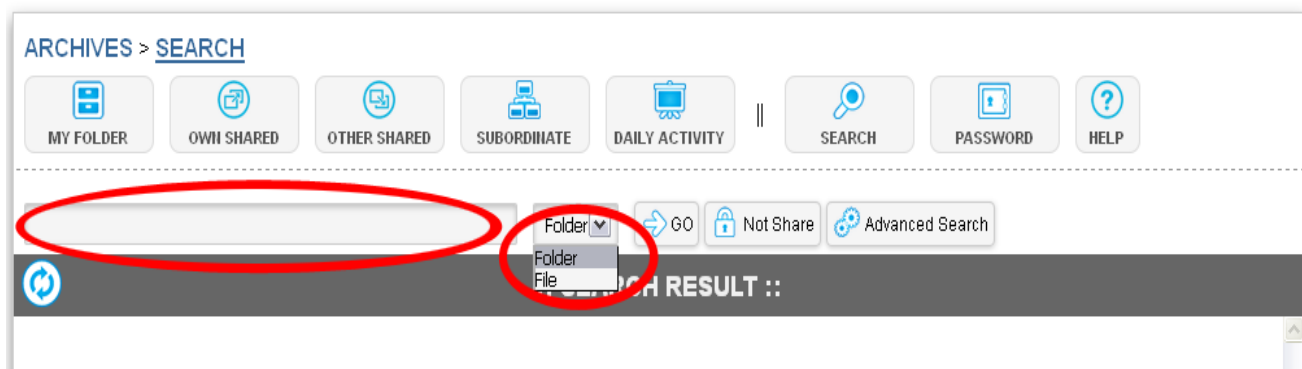 ARCHIVES > SEARCH
MY FOLDER OWN SHARED OTHER SHARED SUBORDINATE DAILY ACTIVITY || SEARCH PASSWORD HELP
Folder GO Not Share Advanced Search
Folder
File
SEARCH RESULT ::